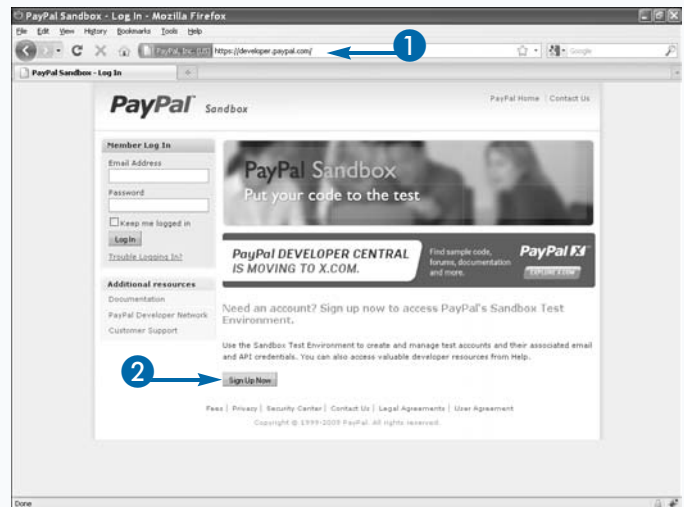 PayPal Sandbox - Log In - Mozilla Firefox
File Edit View History Bookmarks Tools Help
PayPal, Inc. (US) https://developer.paypal.com/
Google
1
PayPal Sandbox - Log In
PayPal Sandbox
PayPal Home | Contact Us
Member Log In
Email Address
Password
Keep me logged in
Log In
Trouble Logging In?
Additional resources
Documentation
PayPal Developer Network
Customer Support
PayPal Sandbox
Put your code to the test
PayPal DEVELOPER CENTRAL
IS MOVING TO X.COM.
Find sample code,
forums, documentation
and more.
PayPal X
EXPLORE X.COM
Need an account? Sign up now to access PayPal's Sandbox Test
Environment.
Use the Sandbox Test Environment to create and manage test accounts and their associated email
and API credentials. You can also access valuable developer resources from Help.
2
Sign Up Now
Fees | Privacy | Security Center | Contact Us | Legal Agreements | User Agreement
Copyright © 1999-2009 PayPal. All rights reserved.
Done